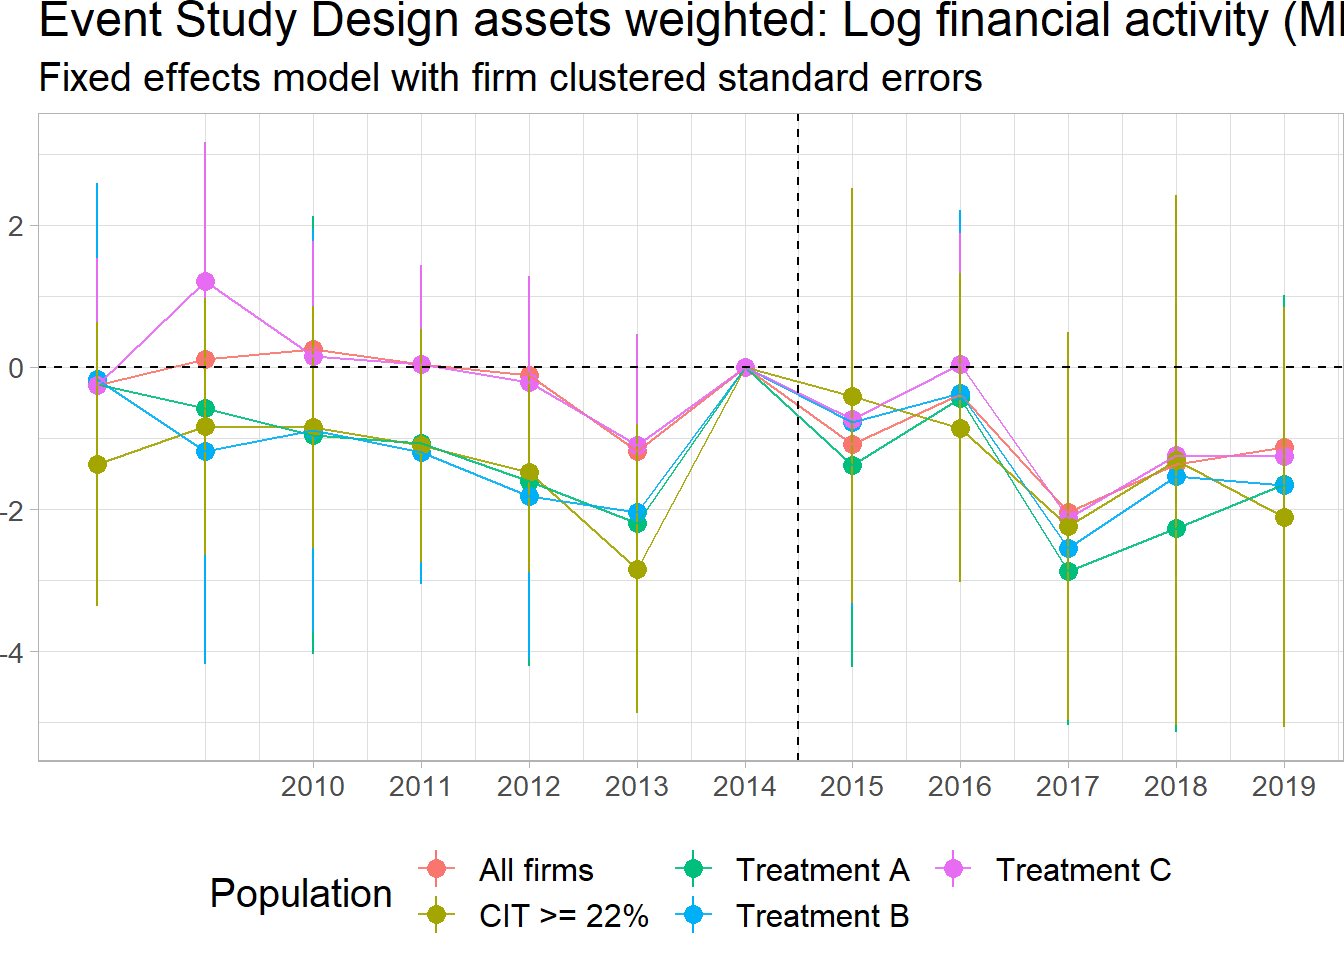 Event Study Design assets weighted: Log financial activity
Fixed effects model with firm clustered standard errors
2
0
-2
-4
2010 2011 2012 2013 2014 2015 2016 2017 2018 2019
Population
All firms Treatment A Treatment C
CIT >= 22% Treatment B